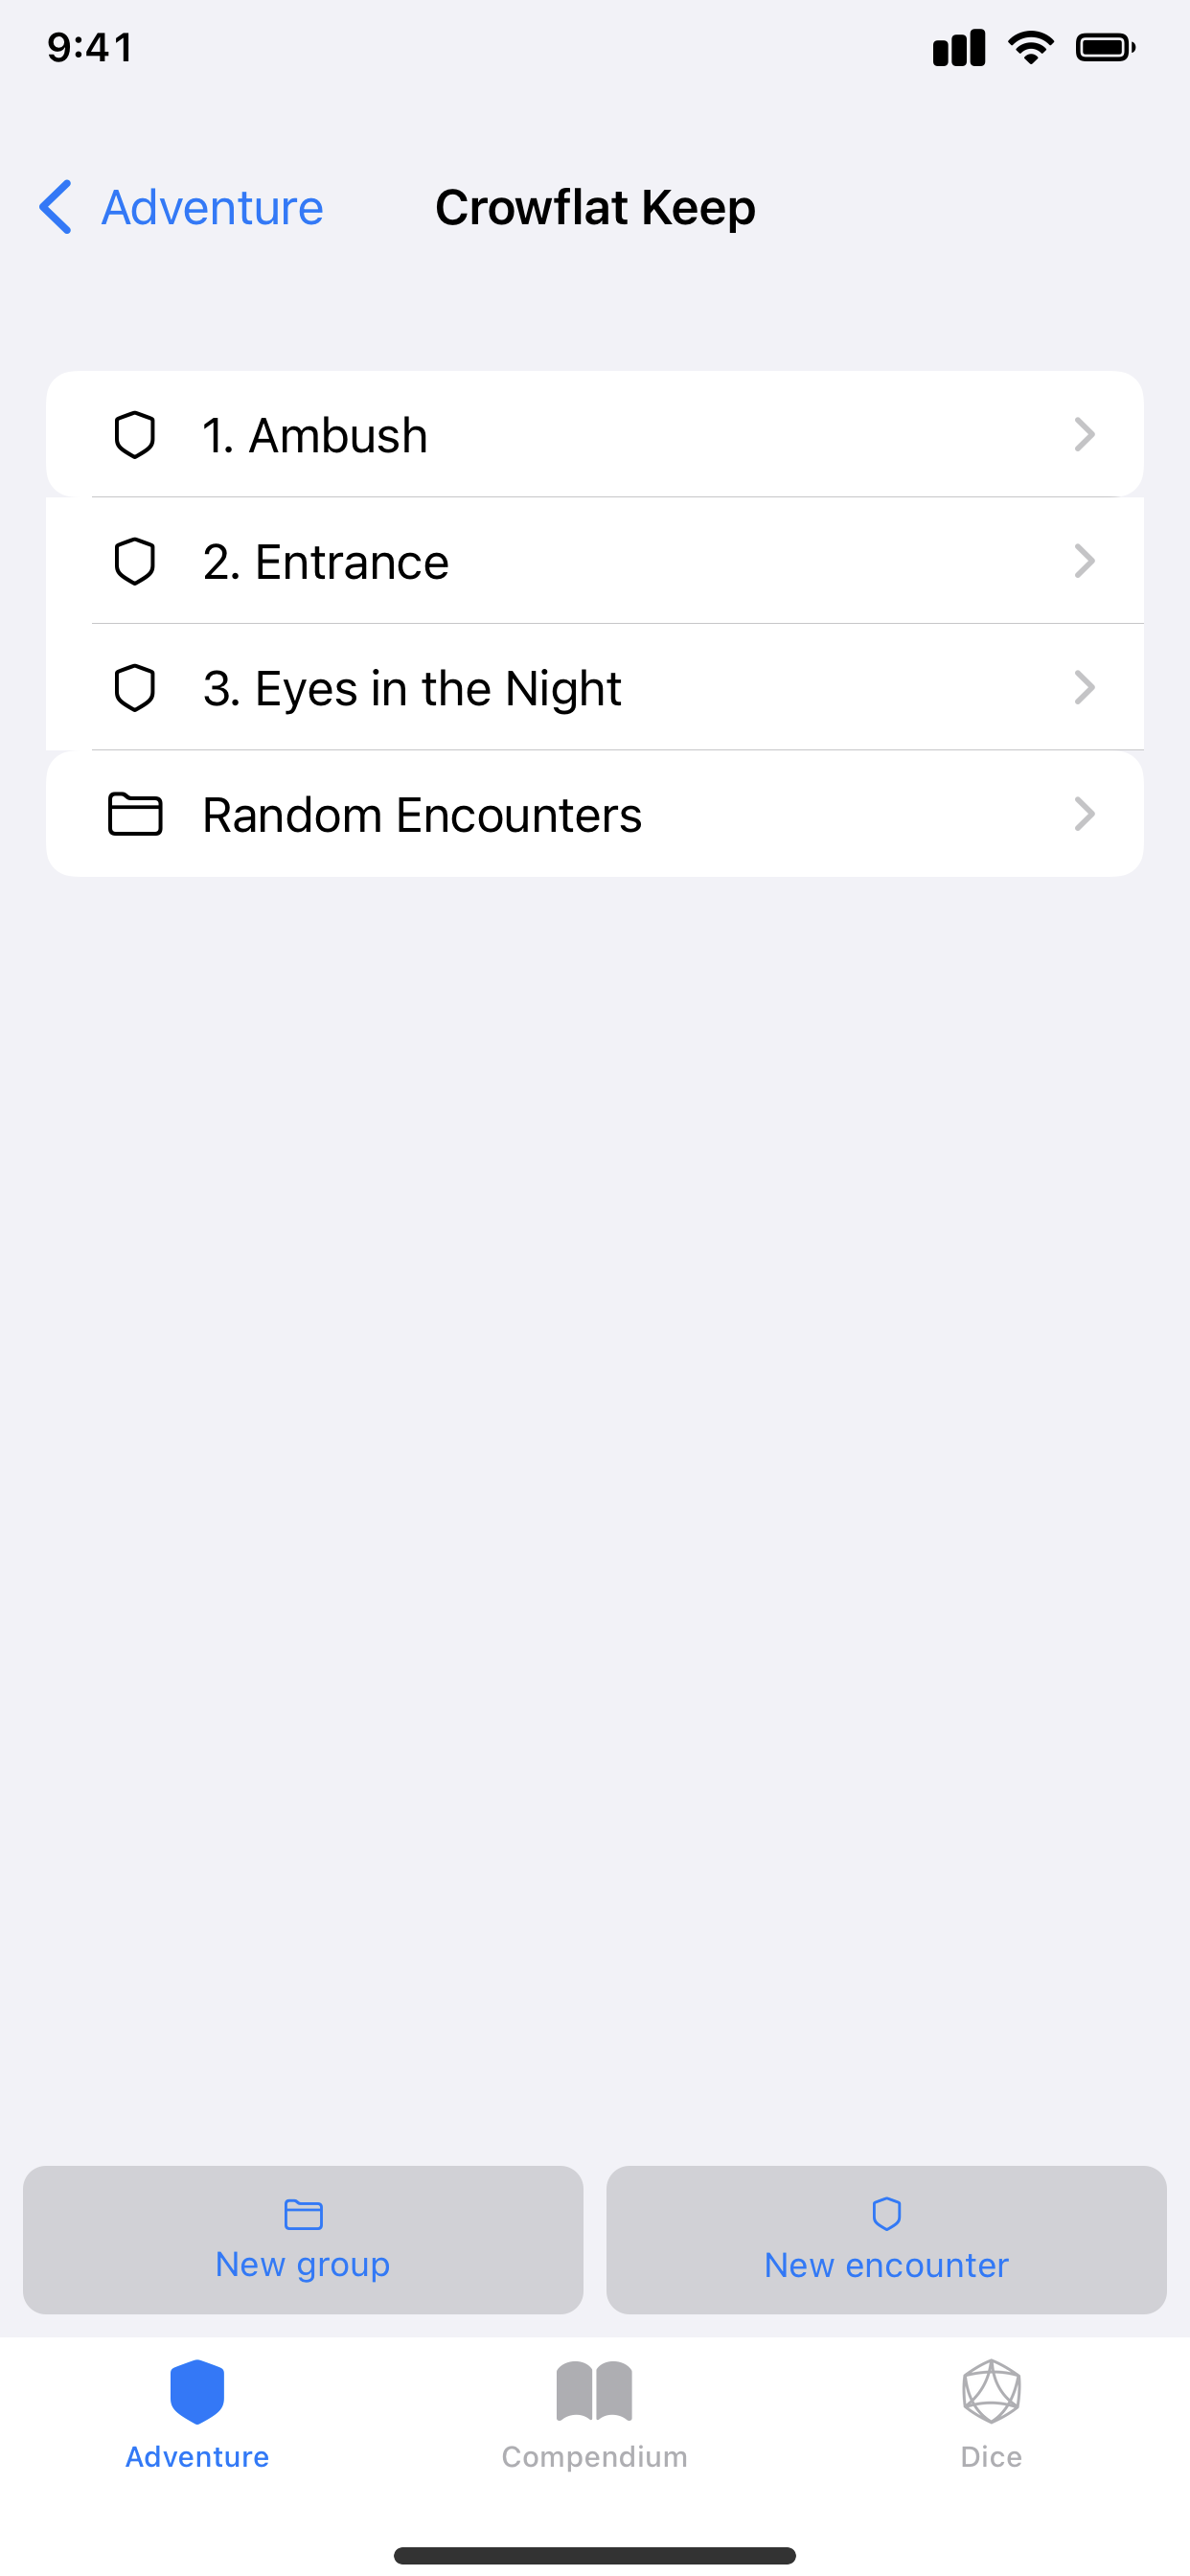 9:41
Adventure
Crowflat Keep
1. Ambush
2. Entrance
3. Eyes in the Night
Random Encounters
New group
New encounter
Adventure
Compendium
Dice